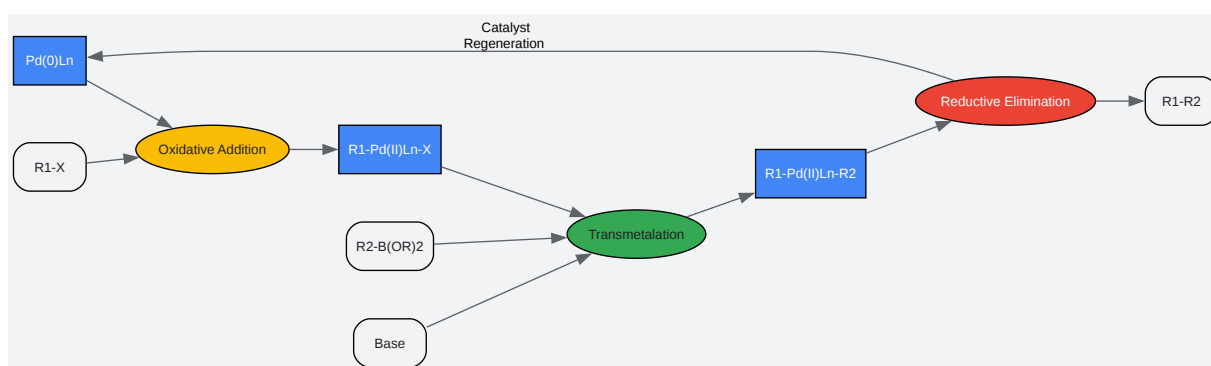 Catalyst
Regeneration
Pd(0)Ln
R1-X
Oxidative Addition
R1-Pd(II)Ln-X
R2-B(OR)2
Base
Transmetalation
R1-Pd(II)Ln-R2
Reductive Elimination
R1-R2